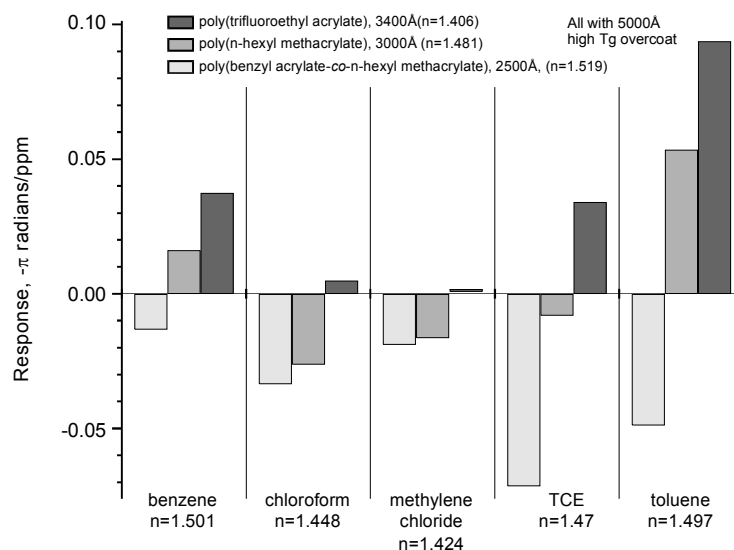 0.10
0.05
0.00
-0.05
Response, -π radians/ppm
poly(trifluoroethyl acrylate), 3400Å(n=1.406)
poly(n-hexyl methacrylate), 3000Å (n=1.481)
poly(benzyl acrylate-co-n-hexyl methacrylate), 2500Å, (n=1.519)
All with 5000Å
high Tg overcoat
benzene
n=1.501
chloroform
n=1.448
methylene
chloride
n=1.424
TCE
n=1.47
toluene
n=1.497